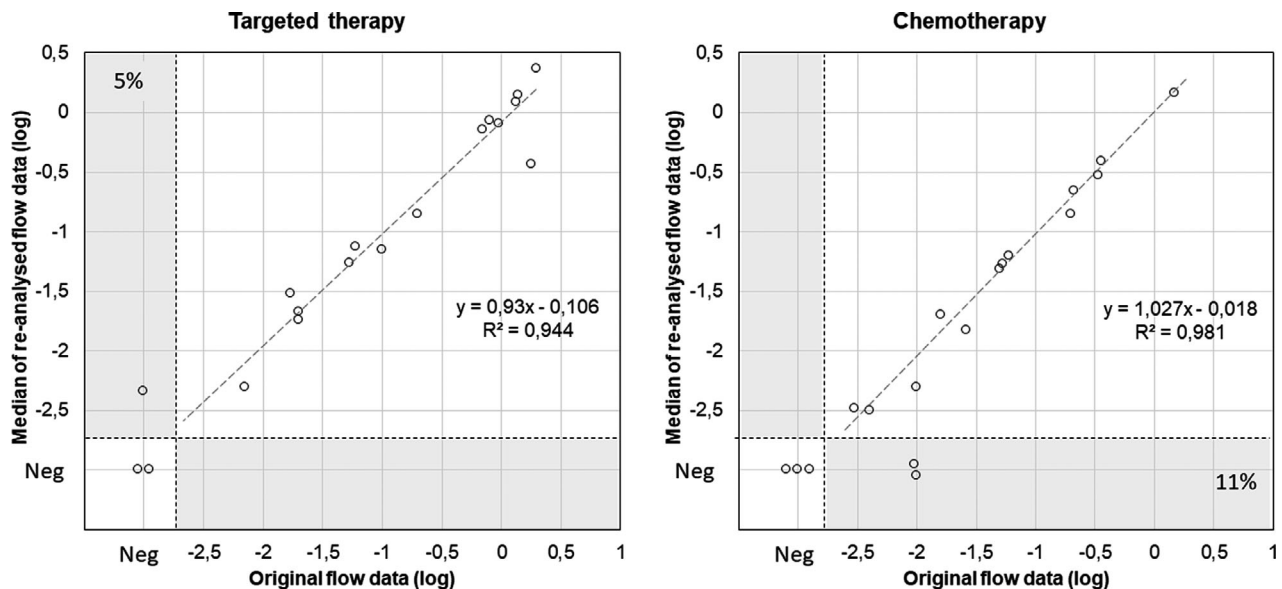 Targeted therapy
Median of re-analysed flow data (log)
0,5
0
-0,5
-1
-1,5
-2
-2,5
Neg
5%
y = 0,93x - 0,106
R² = 0,944
Neg
-2,5
-2
-1,5
-1
-0,5
0
0,5
1
Original flow data (log)
Chemotherapy
Median of re-analysed flow data (log)
0,5
0
-0,5
-1
-1,5
-2
-2,5
Neg
y = 1,027x - 0,018
R² = 0,981
11%
Neg
-2,5
-2
-1,5
-1
-0,5
0
0,5
1
Original flow data (log)